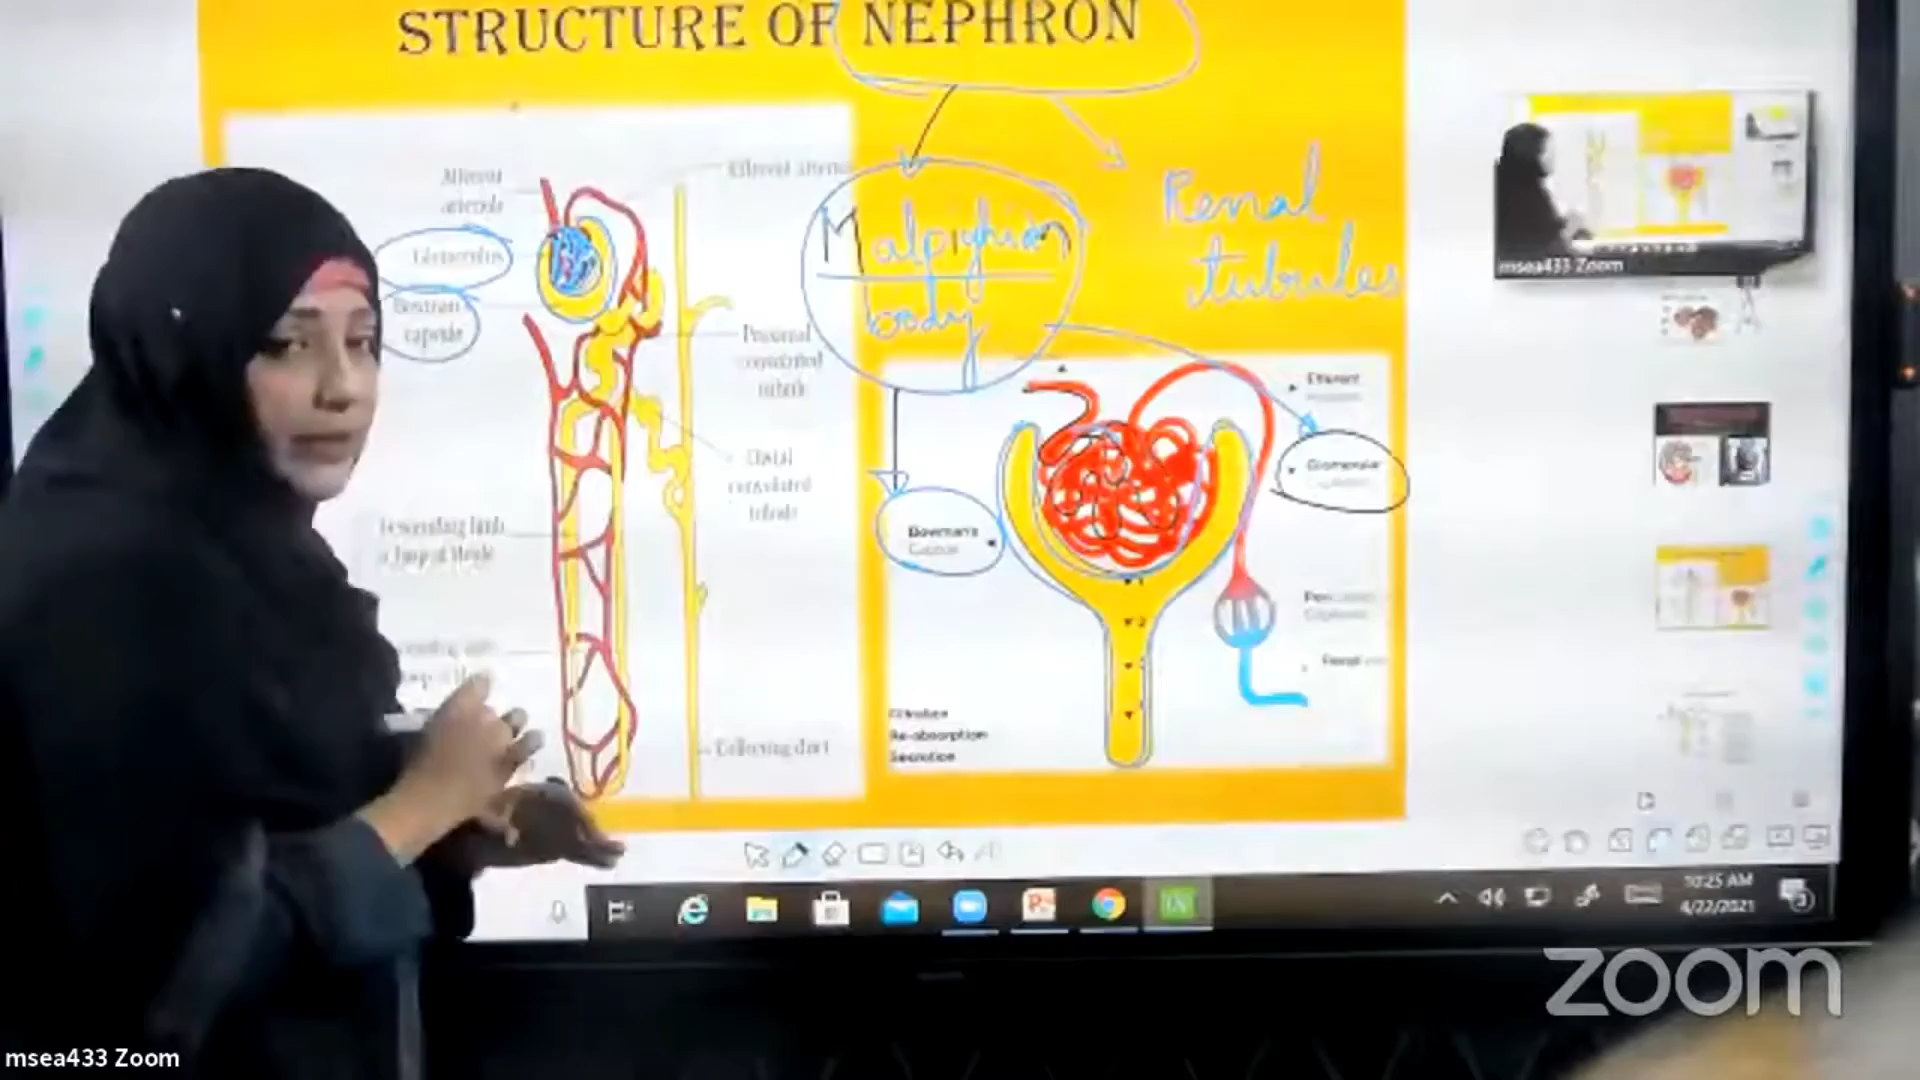 STRUCTURE OF NEPHRON
Afferent
arteriole
Efferent arteriole
Glomerulus
Bowman's
capsule
Malpighian
body
Renal
tubules
Proximal
convoluted
tubule
Distal
convoluted
tubule
Descending limb
of loop of Henle
Collecting duct
Efferent
Glomerular
Bowman's
Capsule
Filtration
Re-absorption
Secretion
msea433 Zoom
10:25 AM
4/22/2021
zoom
msea433 Zoom